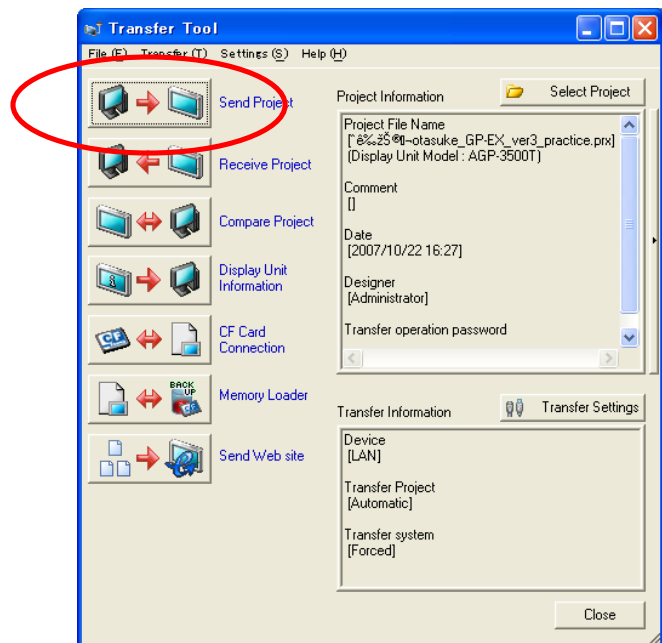 Transfer Tool
File (F) Transfer (T) Settings (S) Help (H)
Send Project
Receive Project
Compare Project
Display Unit
Information
CF Card
Connection
BACK
UP
Memory Loader
Send Web site
Project Information
Select Project
Project File Name
otasuke_GP-EX_ver3_practice.prx]
(Display Unit Model : AGP-3500T)
Comment
[]
Date
[2007/10/22 16:27]
Designer
[Administrator]
Transfer operation password
Transfer Information
Transfer Settings
Device
[LAN]
Transfer Project
[Automatic]
Transfer system
[Forced]
Close